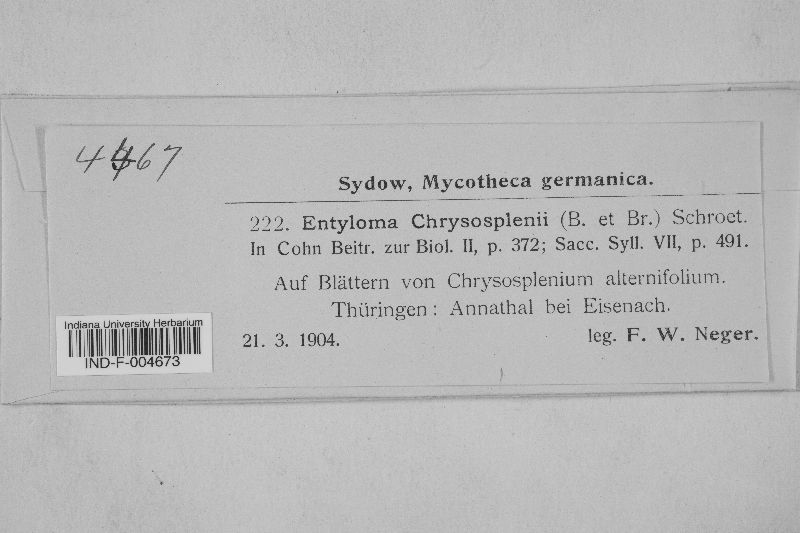 4467
Sydow, Mycotheca germanica.
222. Entyloma Chrysosplenii (B. et Br.) Schroet.
In Cohn Beitr. zur Biol. II, p. 372; Sacc. Syll. VII, p. 491.
Auf Blättern von Chrysosplenium alternifolium.
Thüringen: Annathal bei Eisenach.
21. 3. 1904.
leg. F. W. Neger.
Indiana University Herbarium
IND-F-004673